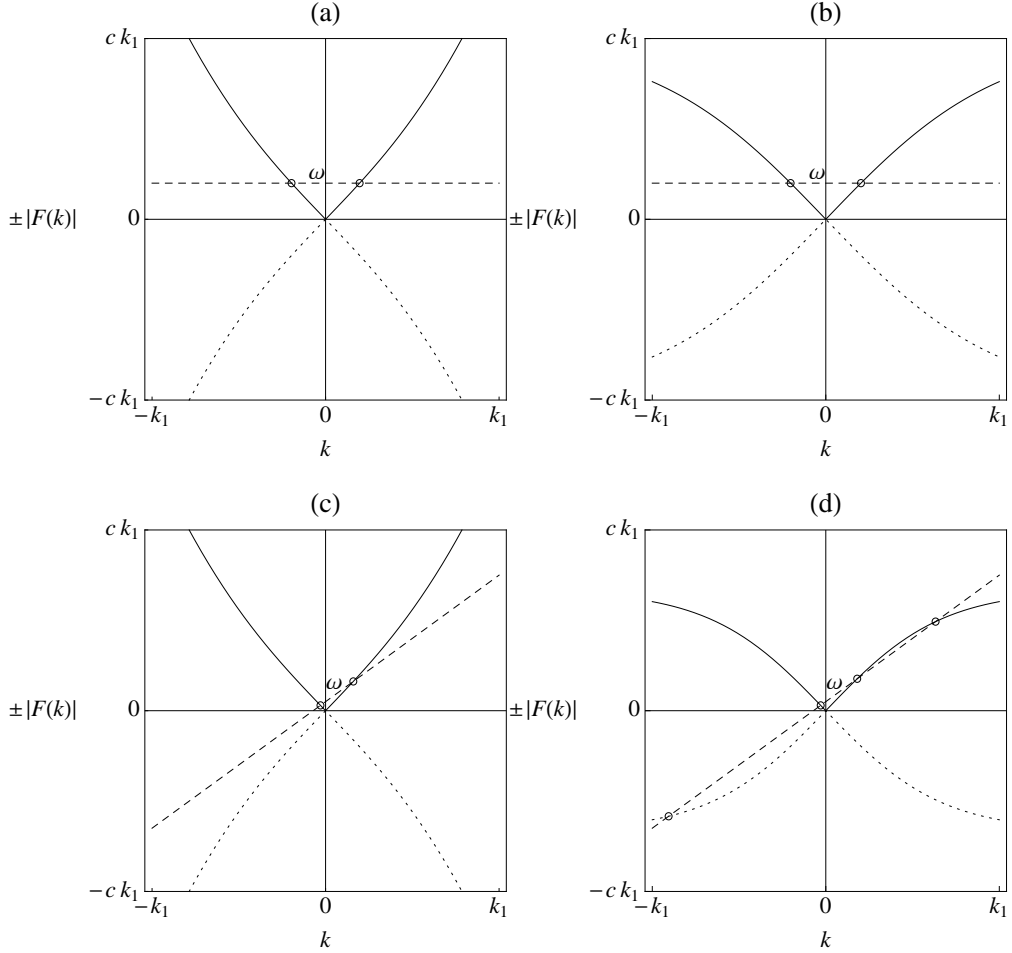 (a)
(b)
c k₁
c k₁
ω
ω
±|F(k)|
0
±|F(k)|
0
−c k₁
−c k₁
−k₁
0
k₁
−k₁
0
k₁
k
k
(c)
(d)
c k₁
c k₁
ω
ω
±|F(k)|
0
±|F(k)|
0
−c k₁
−c k₁
−k₁
0
k₁
−k₁
0
k₁
k
k